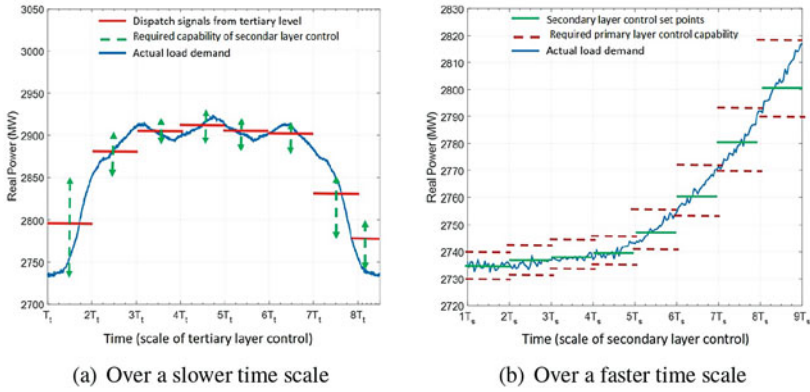 3050
3000
2950
2900
2850
2800
2750
2700
Real Power (MW)
Dispatch signals from tertiary level
Required capability of secondar layer control
Actual load demand
Tt 2Tt 3Tt 4Tt 5Tt 6Tt 7Tt 8Tt
Time (scale of tertiary layer control)
(a) Over a slower time scale
2830
2820
2810
2800
2790
2780
2770
2760
2750
2740
2730
2720
Real Power (MW)
Secondary layer control set points
Required primary layer control capability
Actual load demand
1Ts 2Ts 3Ts 4Ts 5Ts 6Ts 7Ts 8Ts 9Ts
Time (scale of secondary layer control)
(b) Over a faster time scale